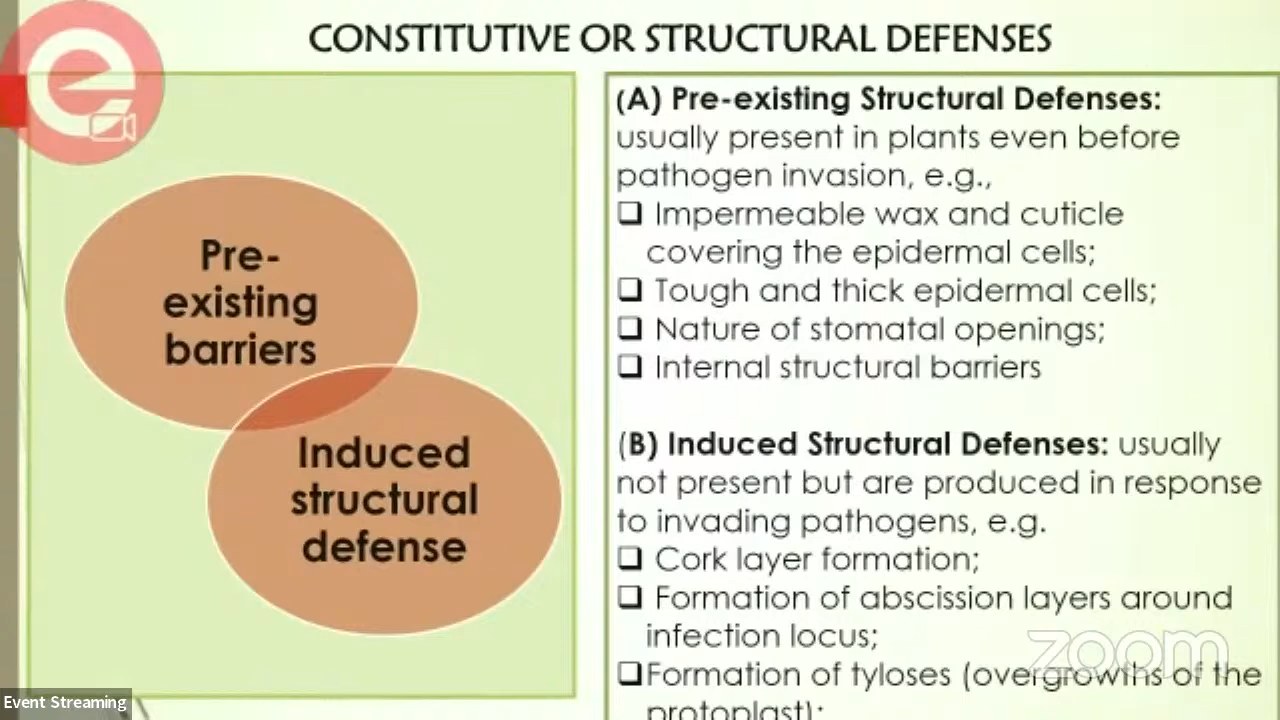 CONSTITUTIVE OR STRUCTURAL DEFENSES
Pre-
existing
barriers
Induced
structural
defense
(A) Pre-existing Structural Defenses:
usually present in plants even before
pathogen invasion, e.g.,
❑ Impermeable wax and cuticle
covering the epidermal cells;
❑ Tough and thick epidermal cells;
❑ Nature of stomatal openings;
❑ Internal structural barriers
(B) Induced Structural Defenses: usually
not present but are produced in response
to invading pathogens, e.g.
❑ Cork layer formation;
❑ Formation of abscission layers around
infection locus;
❑Formation of tyloses (overgrowths of the
protoplast);
zoom
Event Streaming